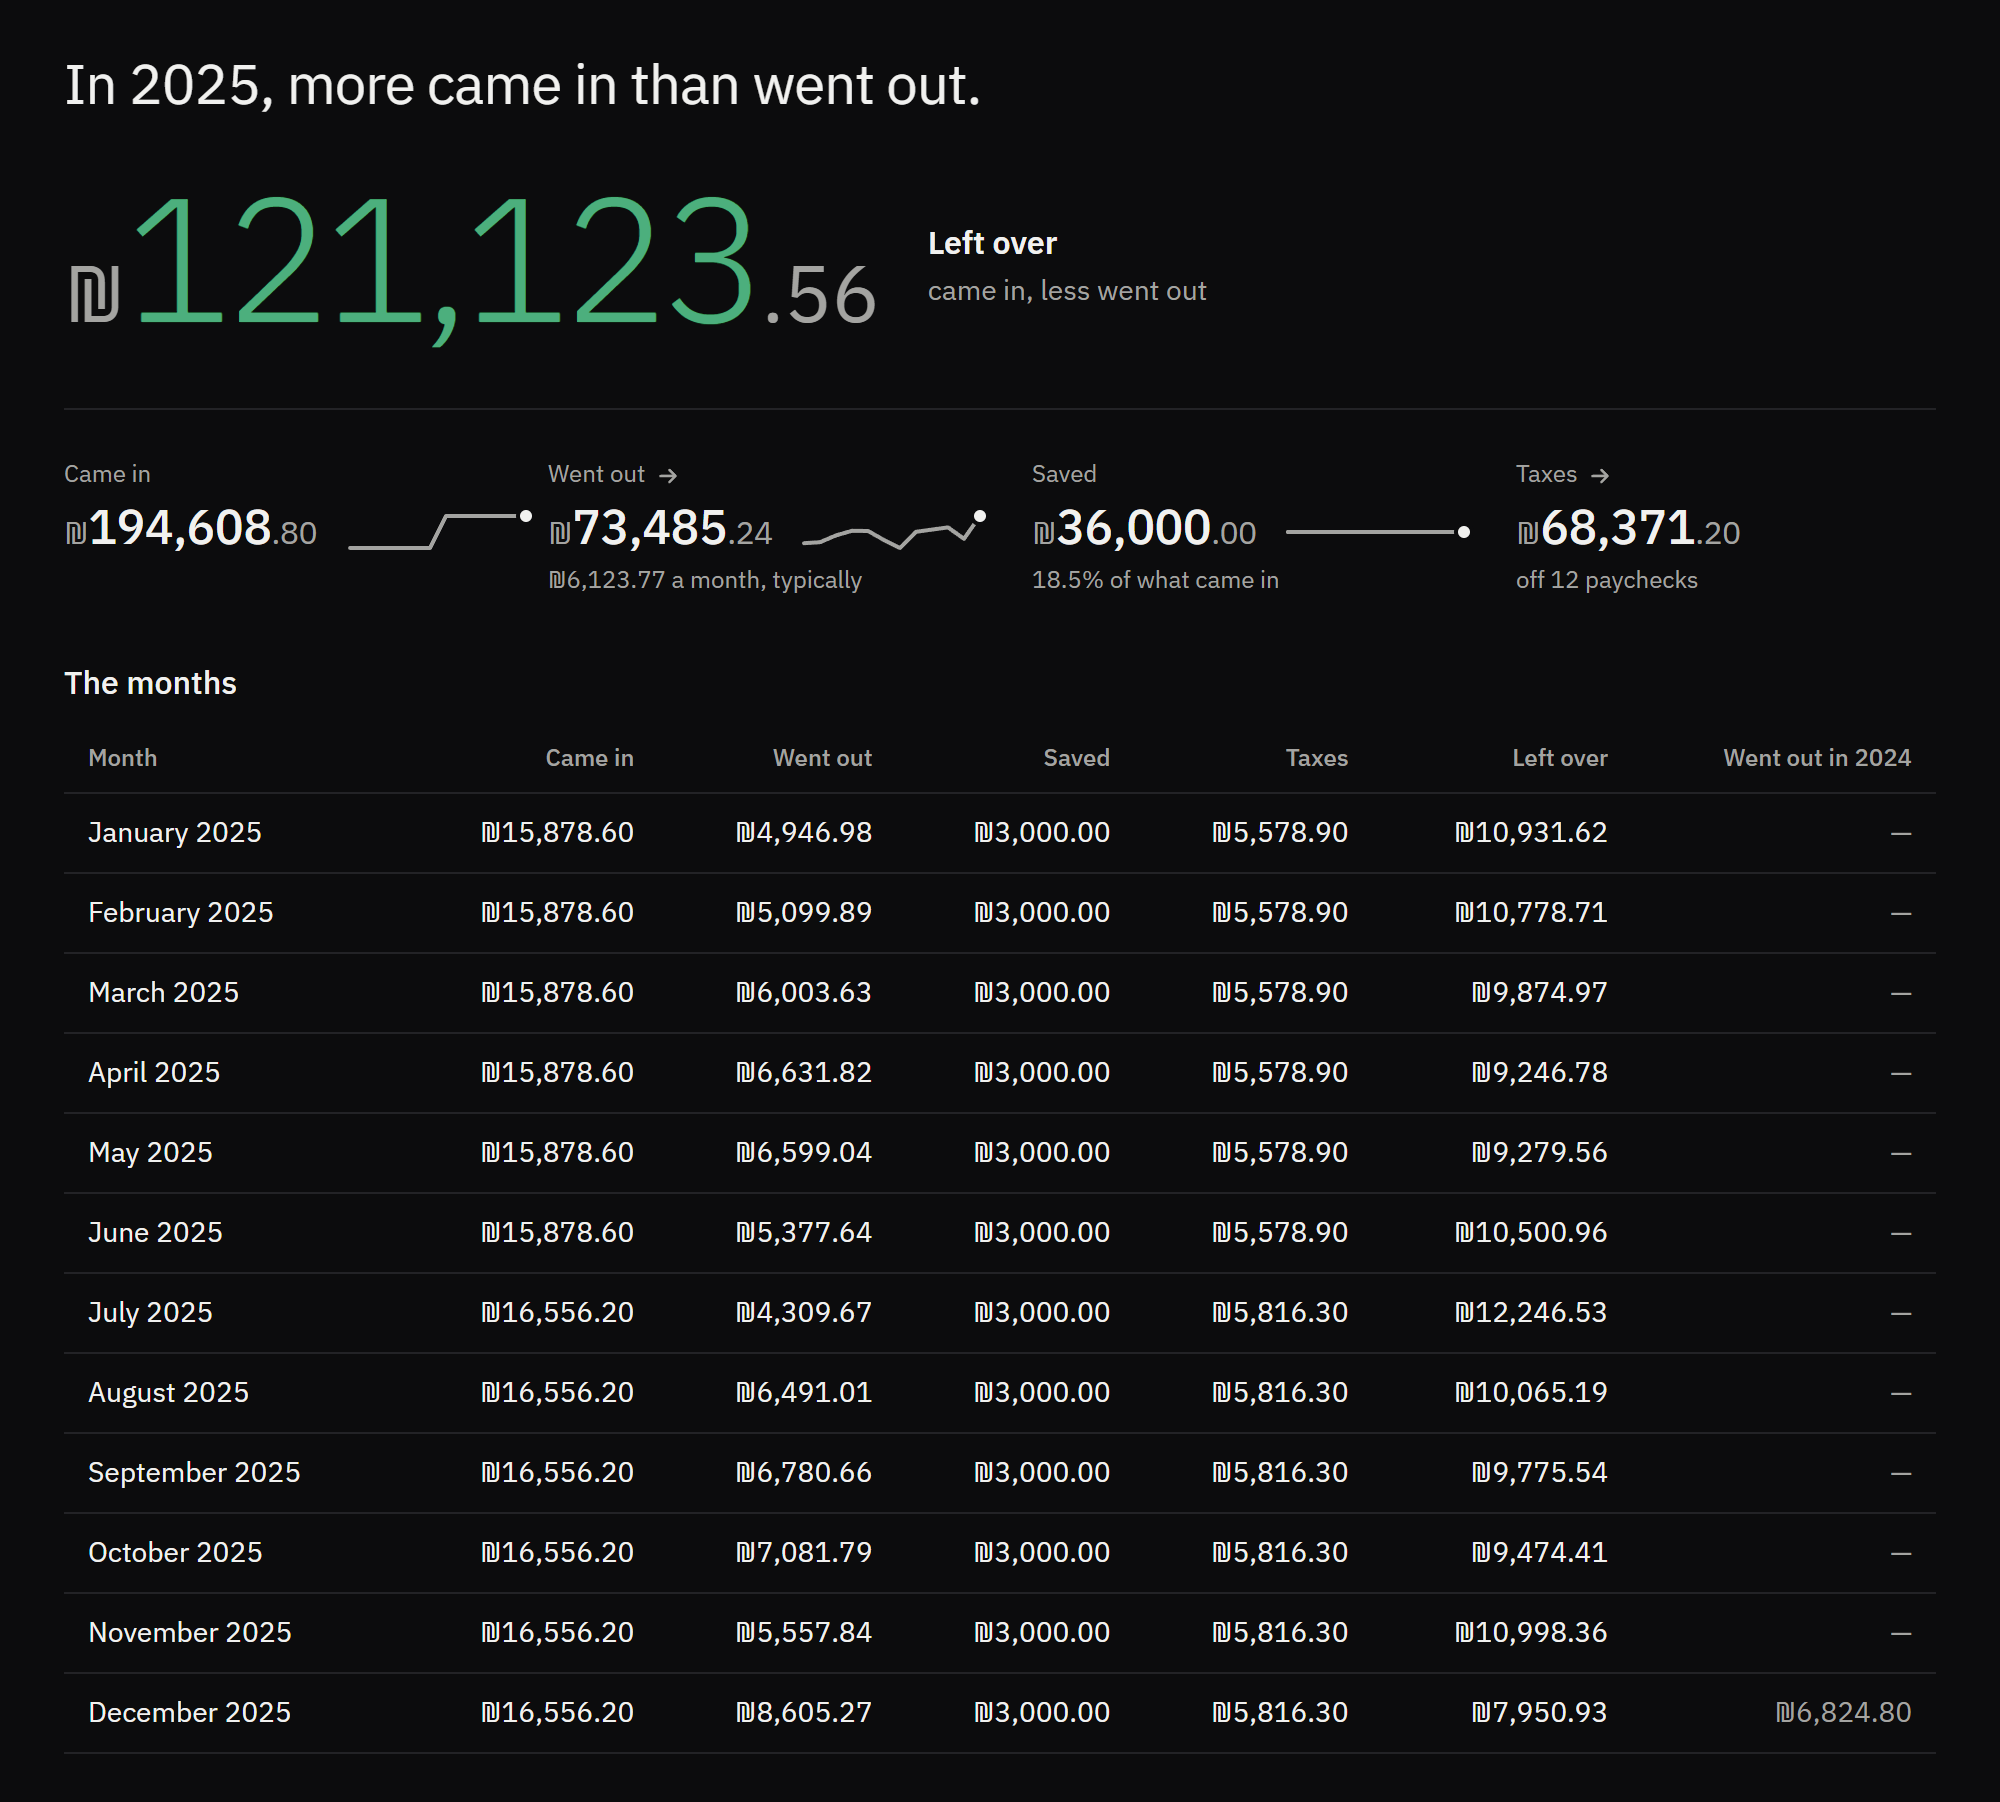 In 2025, more came in than went out.
₪121,123.56
Left over
came in, less went out
Came in
₪194,608.80
Went out →
₪73,485.24
₪6,123.77 a month, typically
Saved
₪36,000.00
18.5% of what came in
Taxes →
₪68,371.20
off 12 paychecks
The months
Month Came in Went out Saved Taxes Left over Went out in 2024
January 2025 ₪15,878.60 ₪4,946.98 ₪3,000.00 ₪5,578.90 ₪10,931.62 —
February 2025 ₪15,878.60 ₪5,099.89 ₪3,000.00 ₪5,578.90 ₪10,778.71 —
March 2025 ₪15,878.60 ₪6,003.63 ₪3,000.00 ₪5,578.90 ₪9,874.97 —
April 2025 ₪15,878.60 ₪6,631.82 ₪3,000.00 ₪5,578.90 ₪9,246.78 —
May 2025 ₪15,878.60 ₪6,599.04 ₪3,000.00 ₪5,578.90 ₪9,279.56 —
June 2025 ₪15,878.60 ₪5,377.64 ₪3,000.00 ₪5,578.90 ₪10,500.96 —
July 2025 ₪16,556.20 ₪4,309.67 ₪3,000.00 ₪5,816.30 ₪12,246.53 —
August 2025 ₪16,556.20 ₪6,491.01 ₪3,000.00 ₪5,816.30 ₪10,065.19 —
September 2025 ₪16,556.20 ₪6,780.66 ₪3,000.00 ₪5,816.30 ₪9,775.54 —
October 2025 ₪16,556.20 ₪7,081.79 ₪3,000.00 ₪5,816.30 ₪9,474.41 —
November 2025 ₪16,556.20 ₪5,557.84 ₪3,000.00 ₪5,816.30 ₪10,998.36 —
December 2025 ₪16,556.20 ₪8,605.27 ₪3,000.00 ₪5,816.30 ₪7,950.93 ₪6,824.80